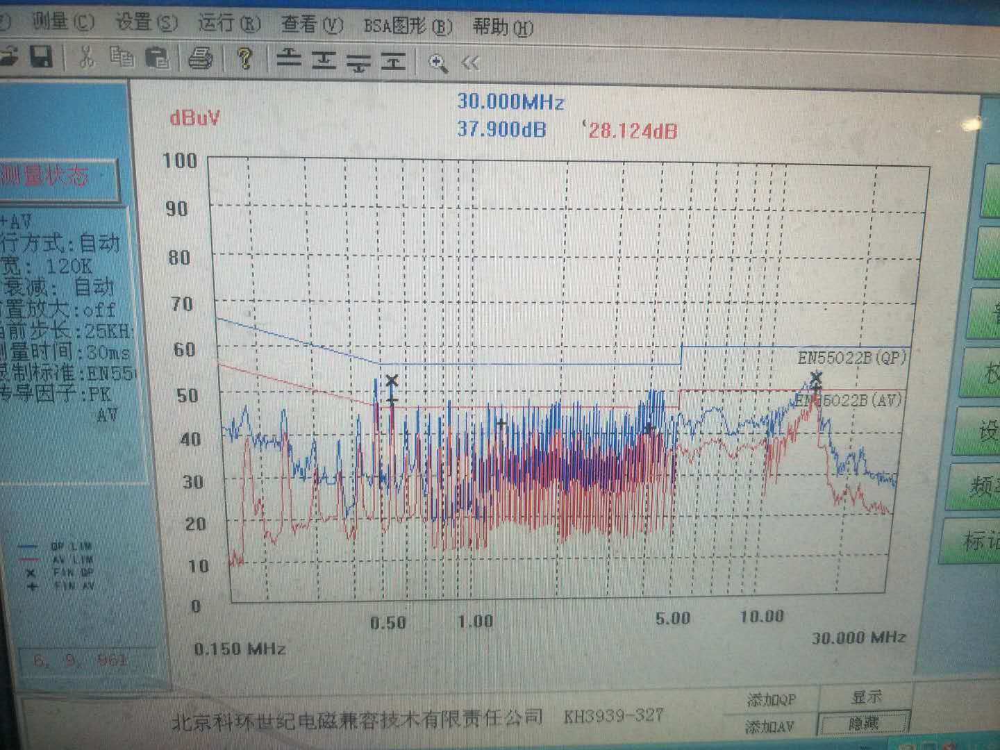 测量(C) 设置(S) 运行(R) 查看(V) BSA图形(B) 帮助(H)
30.000MHz
dBuV
37.900dB 28.124dB
测量状态
+AV
行方式:自动
宽: 120K
衰减: 自动
置放大:off
前步长:25KH
测量时间:30ms
限制标准:EN550
传导因子:PK
AV
100
90
80
70
60
50
40
30
20
10
0
EN55022B(QP)
EN55022B(AV)
0.50 1.00 5.00 10.00
0.150 MHz
30.000 MHz
QP LIM
AV LIM
FIN QP
FIN AV
6, 9, 961
校
设
频率
标记
北京科环世纪电磁兼容技术有限责任公司 KH3939-327
添加QP 显示
添加AV 隐藏